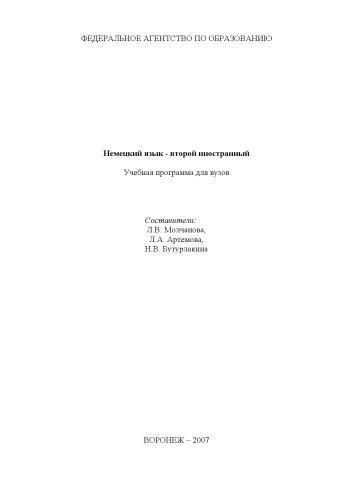 ФЕДЕРАЛЬНОЕ АГЕНТСТВО ПО ОБРАЗОВАНИЮ
Немецкий язык - второй иностранный
Учебная программа для вузов
Составители:
Л.В. Молчанова,
Л.А. Артемова,
Н.В. Бутурлакина
ВОРОНЕЖ – 2007